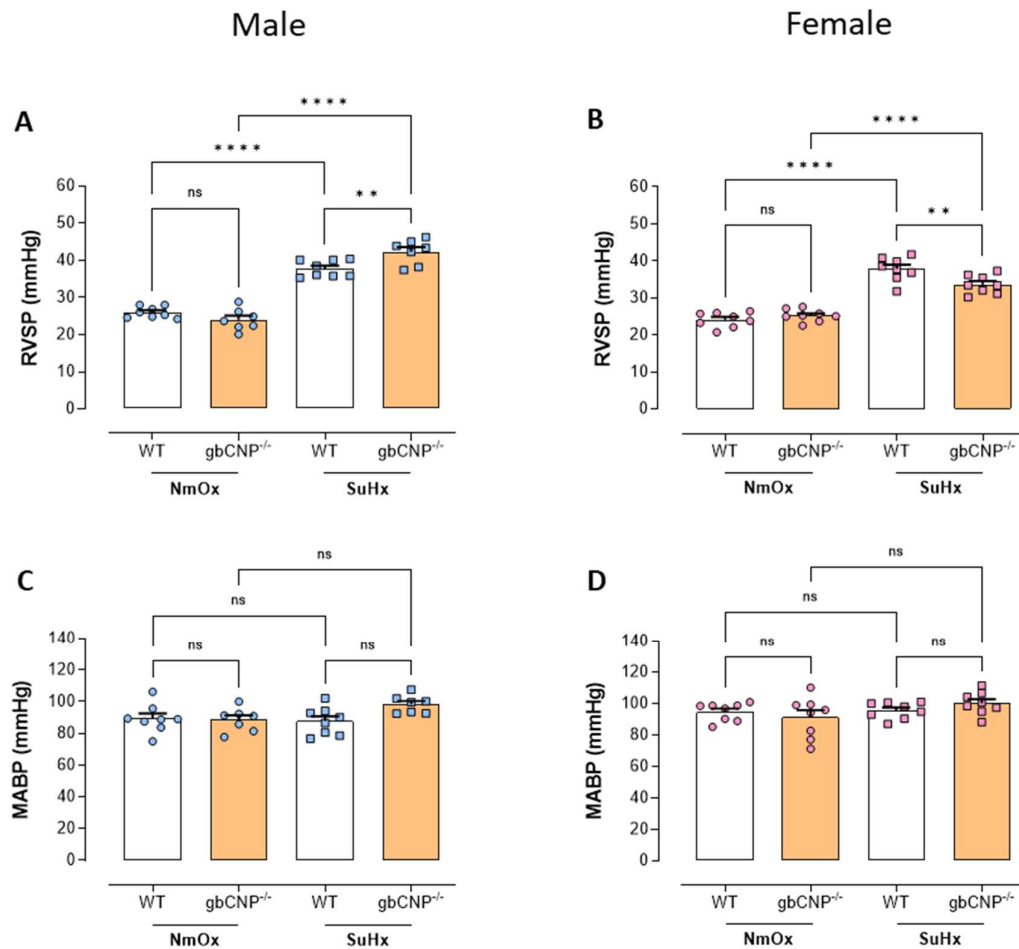 Male
Female
A
****
****
ns
**
RVSP (mmHg)
60
50
40
30
20
10
0
WT
gbCNP-/-
WT
gbCNP-/-
NmOx
SuHx
B
****
****
ns
**
RVSP (mmHg)
60
50
40
30
20
10
0
WT
gbCNP-/-
WT
gbCNP-/-
NmOx
SuHx
C
ns
ns
ns
ns
MABP (mmHg)
140
120
100
80
60
40
20
0
WT
gbCNP-/-
WT
gbCNP-/-
NmOx
SuHx
D
ns
ns
ns
ns
MABP (mmHg)
140
120
100
80
60
40
20
0
WT
gbCNP-/-
WT
gbCNP-/-
NmOx
SuHx